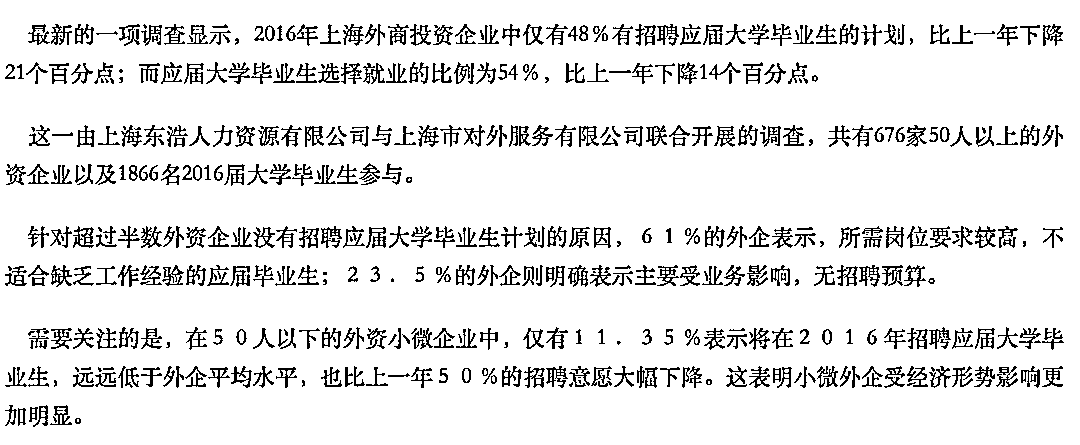 最新的一项调查显示，2016年上海外商投资企业中仅有48%有招聘应届大学毕业生的计划，比上一年下降
21个百分点；而应届大学毕业生选择就业的比例为54%，比上一年下降14个百分点。
这一由上海东浩人力资源有限公司与上海市对外服务有限公司联合开展的调查，共有676家50人以上的外
资企业以及1866名2016届大学毕业生参与。
针对超过半数外资企业没有招聘应届大学毕业生计划的原因，６１%的外企表示，所需岗位要求较高，不
适合缺乏工作经验的应届毕业生；２３．５%的外企则明确表示主要受业务影响，无招聘预算。
需要关注的是，在５０人以下的外资小微企业中，仅有１１．３５%表示将在２０１６年招聘应届大学毕
业生，远远低于外企平均水平，也比上一年５０%的招聘意愿大幅下降。这表明小微外企受经济形势影响更
加明显。